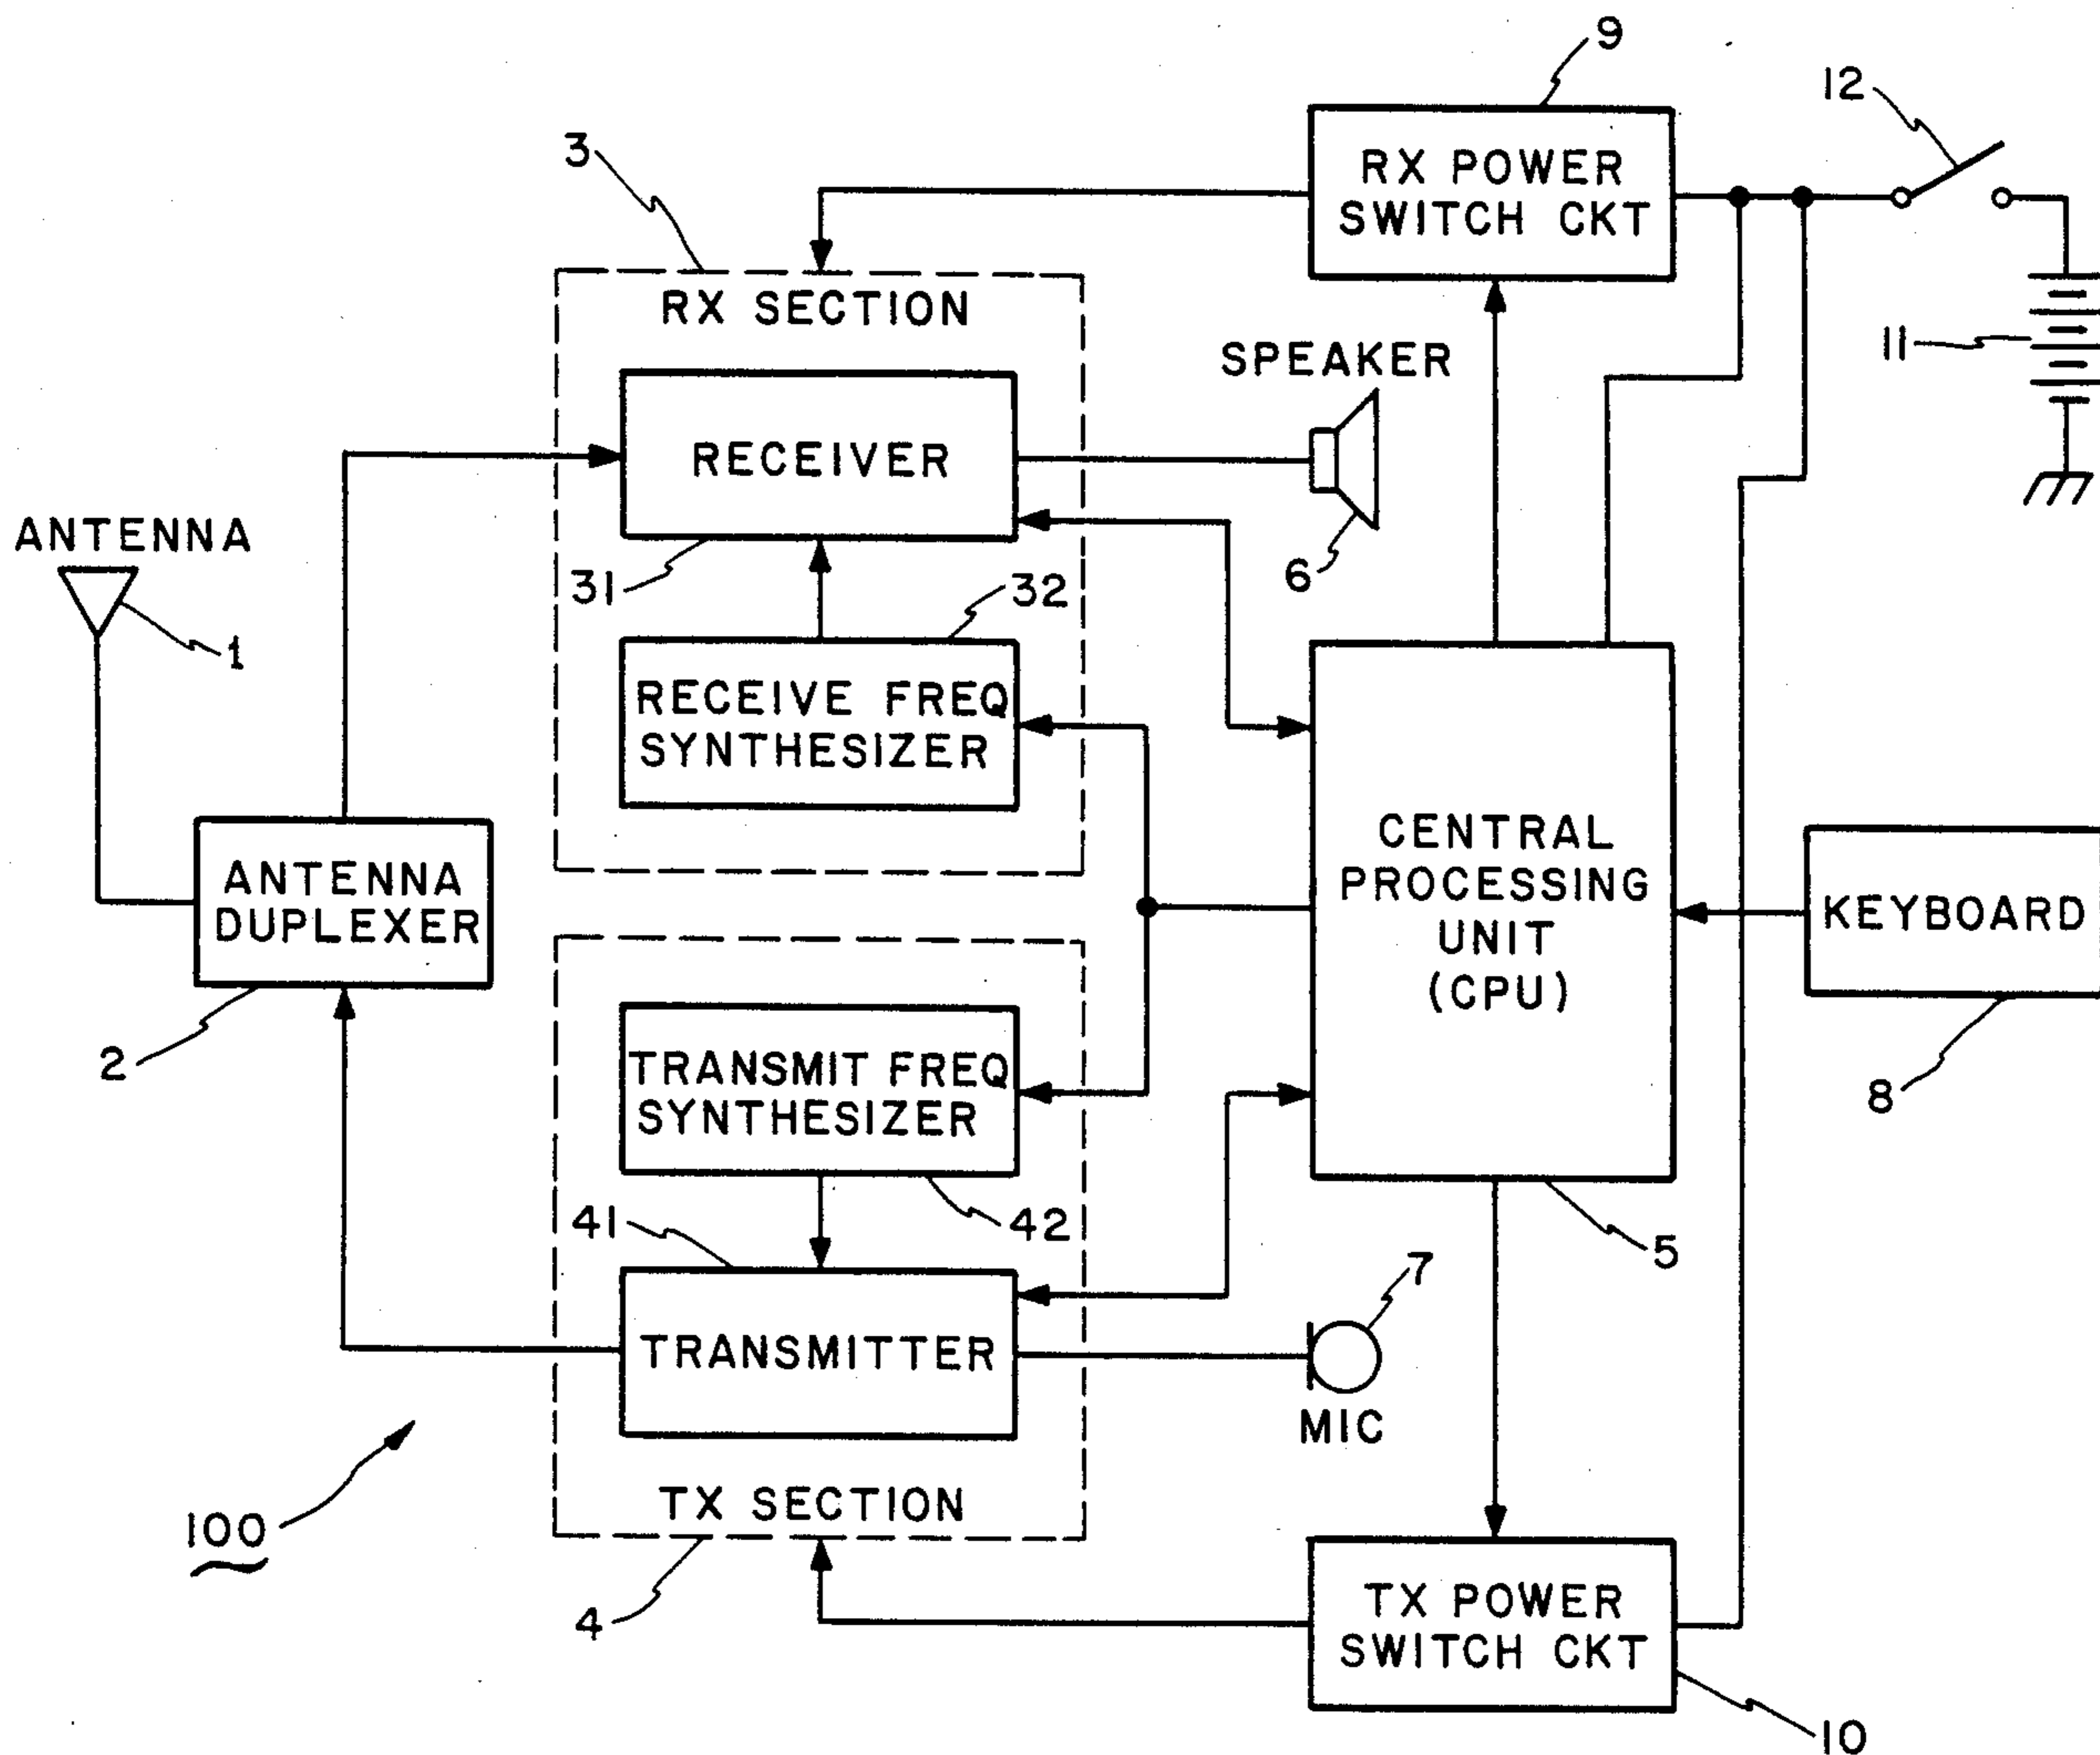 9
12
3
RX POWER
SWITCH CKT
RX SECTION
SPEAKER
11
RECEIVER
ANTENNA
31
32
6
1
RECEIVE FREQ
SYNTHESIZER
CENTRAL
PROCESSING
UNIT
(CPU)
ANTENNA
DUPLEXER
KEYBOARD
2
TRANSMIT FREQ
SYNTHESIZER
8
41
42
5
7
TRANSMITTER
MIC
100
TX SECTION
4
TX POWER
SWITCH CKT
10